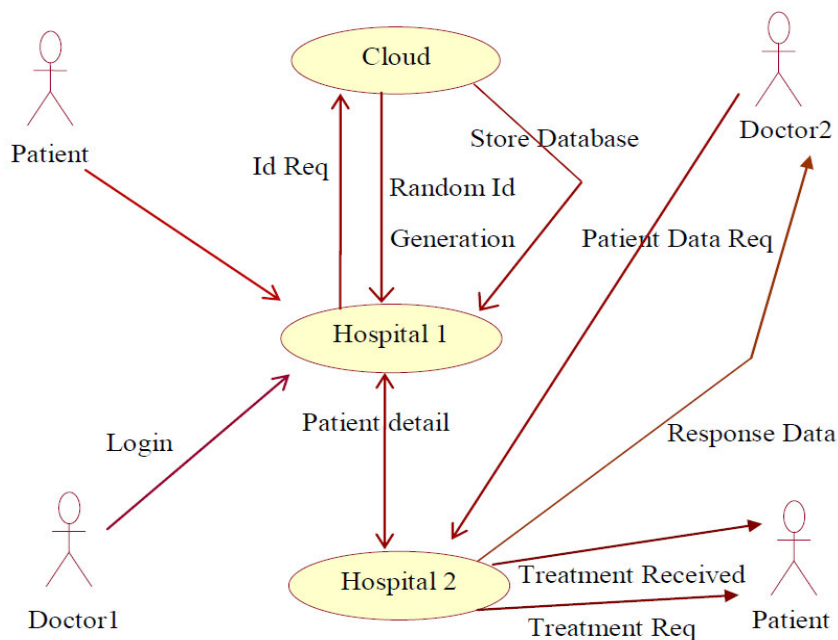 Cloud
Patient
Doctor2
Store Database
Id Req
Random Id
Generation
Patient Data Req
Hospital 1
Patient detail
Login
Response Data
Hospital 2
Treatment Received
Doctor1
Treatment Req
Patient